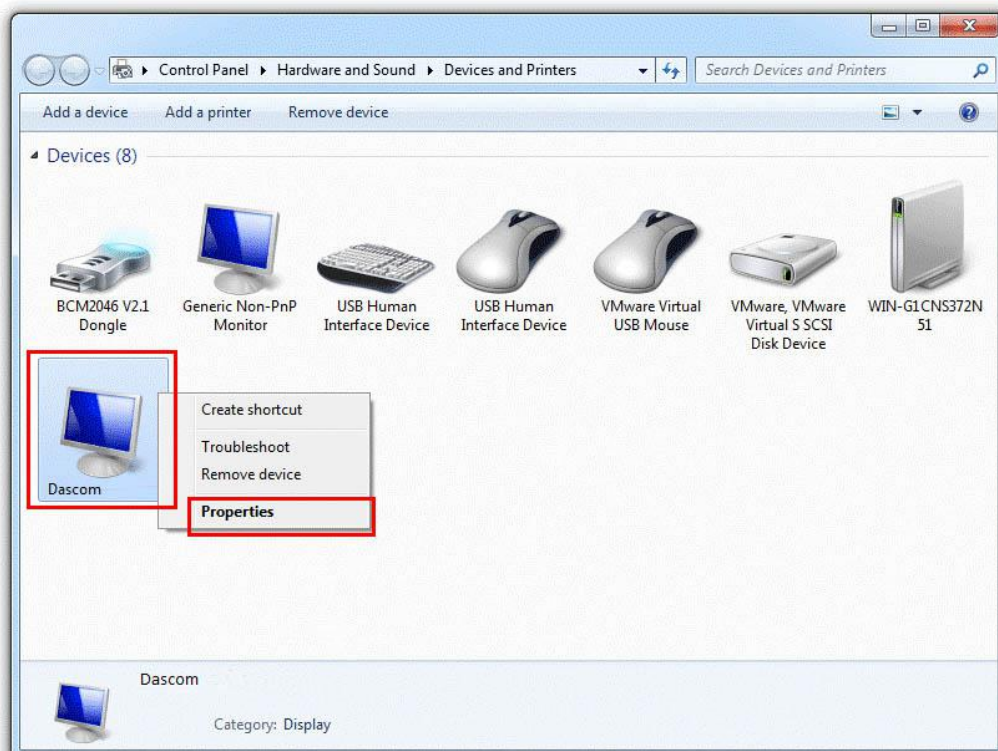 Control Panel Hardware and Sound Devices and Printers
Search Devices and Printers
Add a device Add a printer Remove device
Devices (8)
BCM2046 V2.1
Dongle
Generic Non-PnP
Monitor
USB Human
Interface Device
USB Human
Interface Device
VMware Virtual
USB Mouse
VMware, VMware
Virtual S SCSI
Disk Device
WIN-G1CNS372N
51
Dascom
Create shortcut
Troubleshoot
Remove device
Properties
Dascom
Category: Display